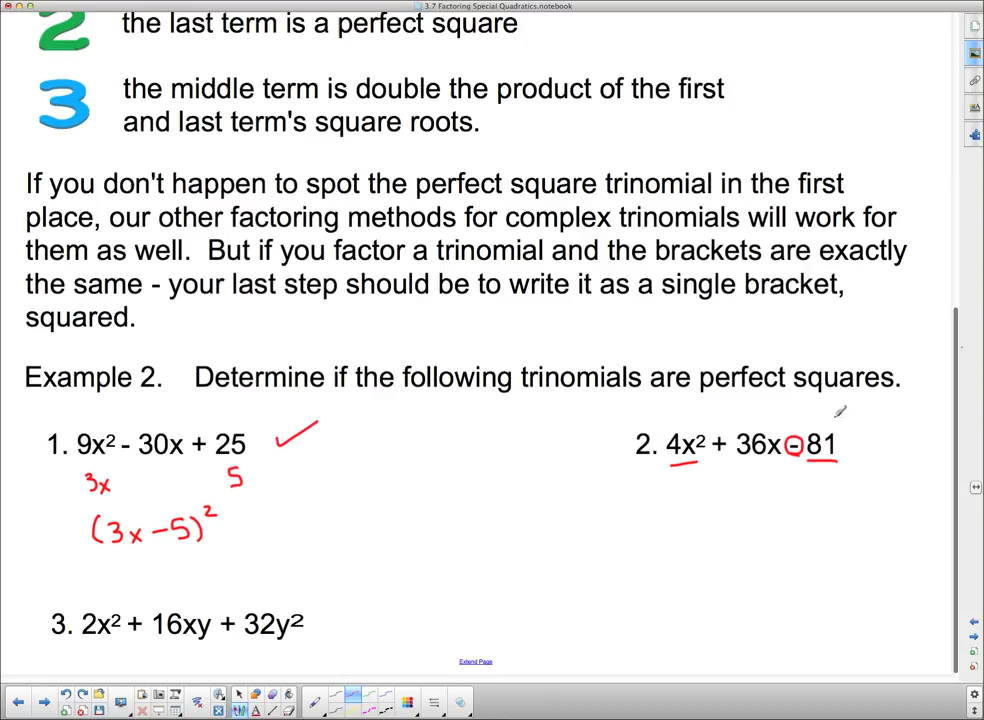 3.7 Factoring Special Quadratics.notebook
2 the last term is a perfect square
3 the middle term is double the product of the first
and last term's square roots.
If you don't happen to spot the perfect square trinomial in the first
place, our other factoring methods for complex trinomials will work for
them as well. But if you factor a trinomial and the brackets are exactly
the same - your last step should be to write it as a single bracket,
squared.
Example 2. Determine if the following trinomials are perfect squares.
1. 9x² - 30x + 25
3x 5
(3x - 5)²
2. 4x² + 36x - 81
3. 2x² + 16xy + 32y²
Extend Page